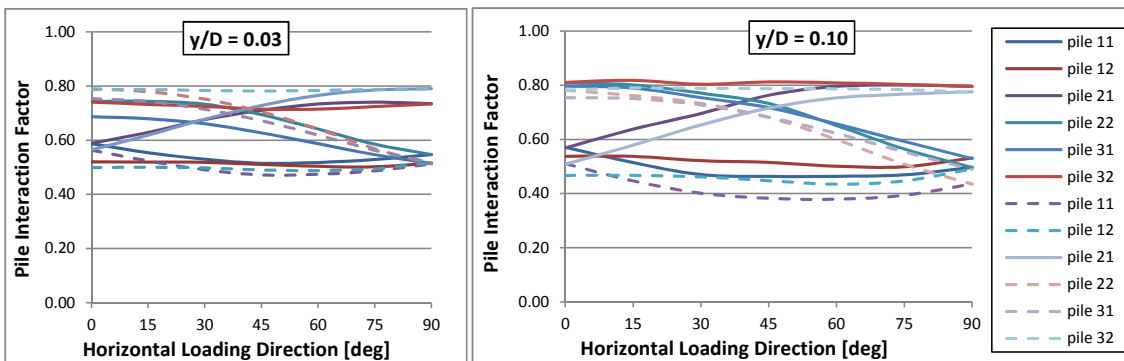 y/D = 0.03
Pile Interaction Factor
1.00
0.80
0.60
0.40
0.20
0.00
0 15 30 45 60 75 90
Horizontal Loading Direction [deg]
y/D = 0.10
Pile Interaction Factor
1.00
0.80
0.60
0.40
0.20
0.00
0 15 30 45 60 75 90
Horizontal Loading Direction [deg]
pile 11
pile 12
pile 21
pile 22
pile 31
pile 32
pile 11
pile 12
pile 21
pile 22
pile 31
pile 32